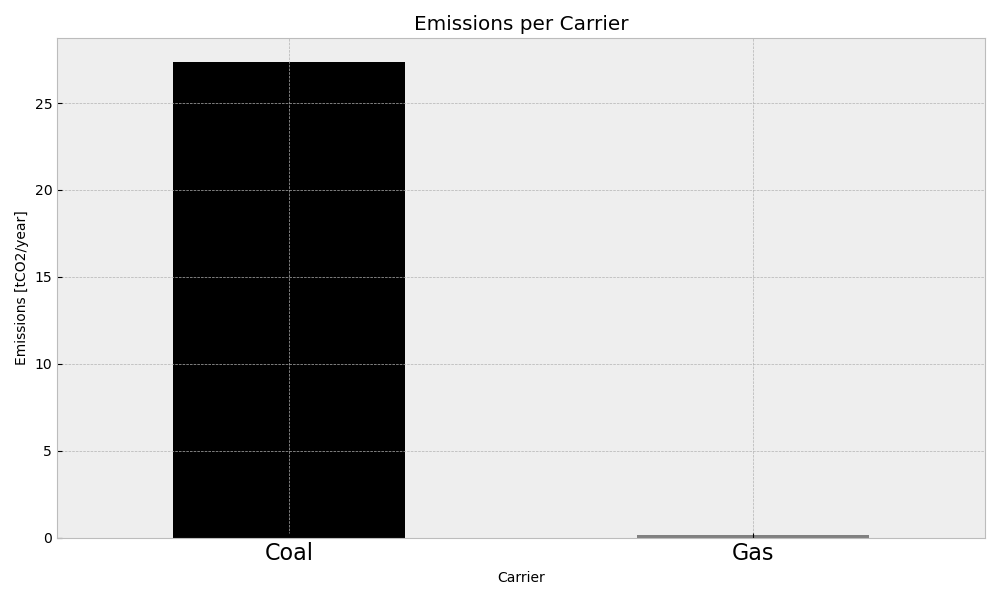 Emissions per Carrier
Emissions [tCO2/year]
25
20
15
10
5
0
Coal
Gas
Carrier